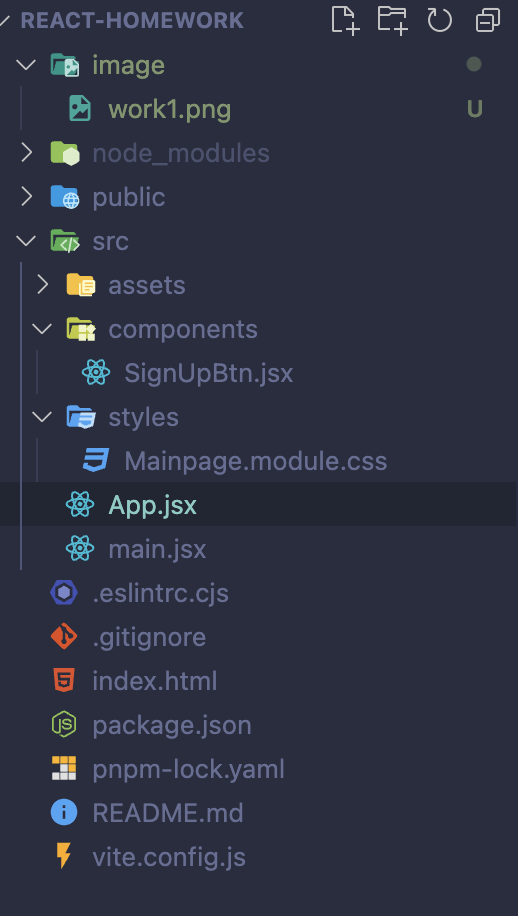 REACT-HOMEWORK
image
work1.png U
node_modules
public
src
assets
components
SignUpBtn.jsx
styles
Mainpage.module.css
App.jsx
main.jsx
.eslintrc.cjs
.gitignore
index.html
package.json
pnpm-lock.yaml
README.md
vite.config.js